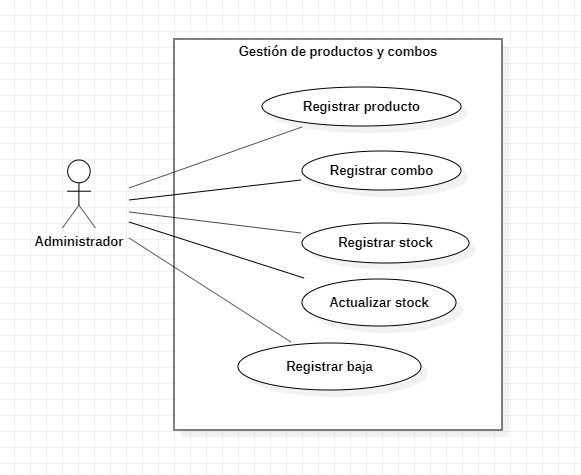 Gestión de productos y combos
Registrar producto
Registrar combo
Administrador
Registrar stock
Actualizar stock
Registrar baja